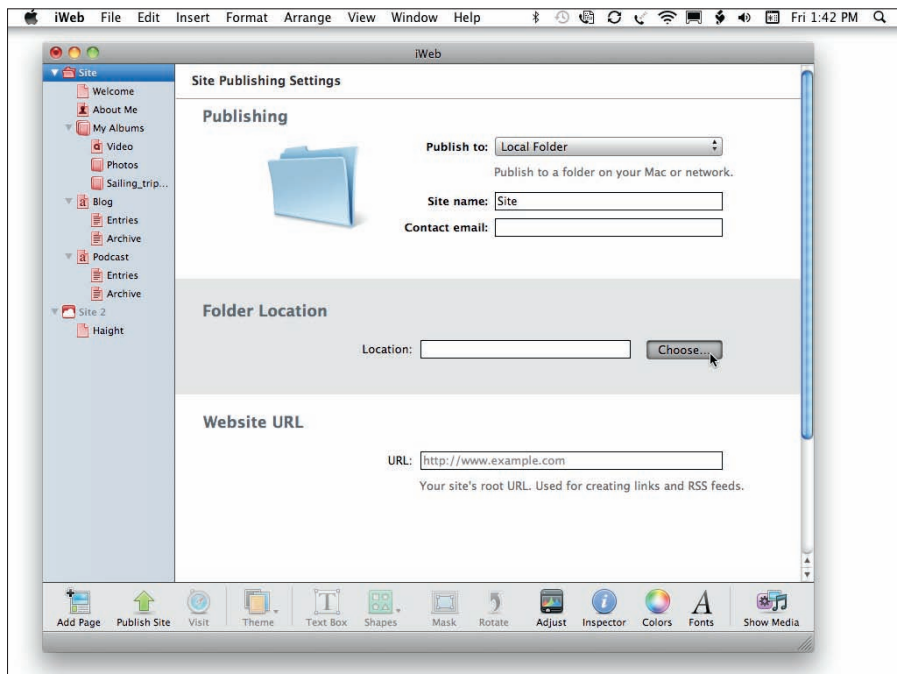 iWeb File Edit Insert Format Arrange View Window Help Fri 1:42 PM
iWeb
Site
Welcome
About Me
My Albums
Video
Photos
Sailing_trip...
Blog
Entries
Archive
Podcast
Entries
Archive
Site 2
Haight
Site Publishing Settings
Publishing
Publish to: Local Folder
Publish to a folder on your Mac or network.
Site name: Site
Contact email:
Folder Location
Location: Choose...
Website URL
URL: http://www.example.com
Your site's root URL. Used for creating links and RSS feeds.
Add Page Publish Site Visit Theme Text Box Shapes Mask Rotate Adjust Inspector Colors Fonts Show Media